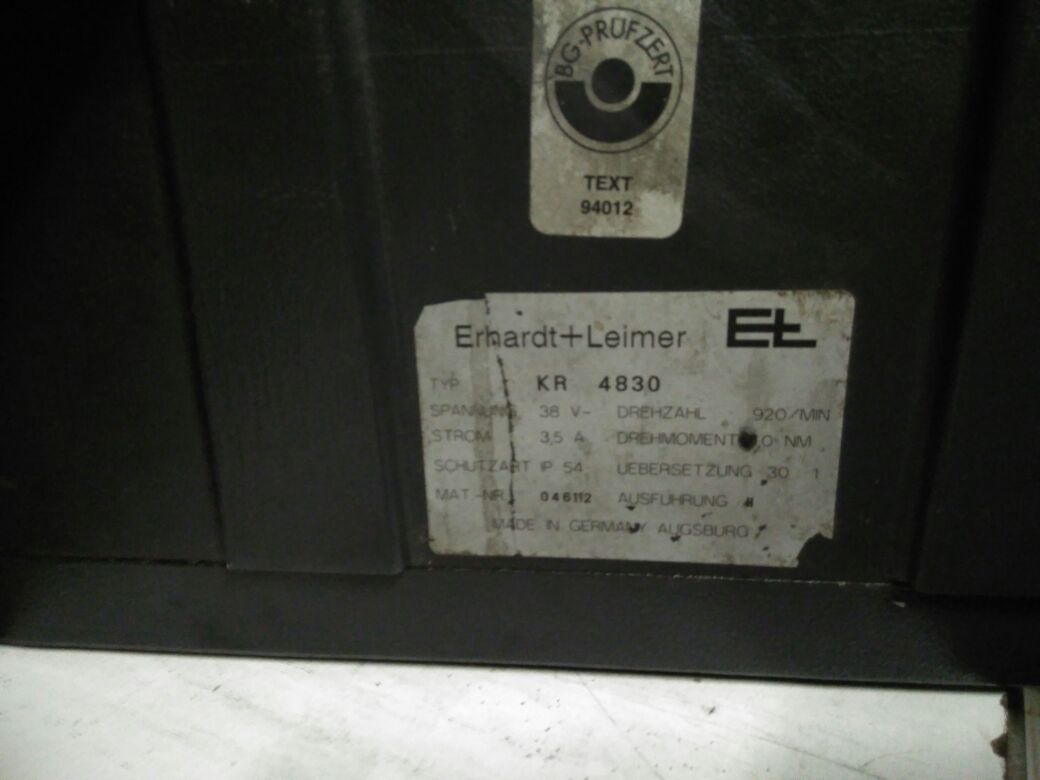 BG-PRÜFZERT
TEXT
94012
Erhardt+Leimer E+L
TYP KR 4830
SPANNUNG 38 V- DREHZAHL 920/MIN
STROM 3,5 A DREHMOMENT NM
SCHUTZART IP 54 UEBERSETZUNG 30 1
MAT.-NR. 046112 AUSFUHRUNG
MADE IN GERMANY AUGSBURG